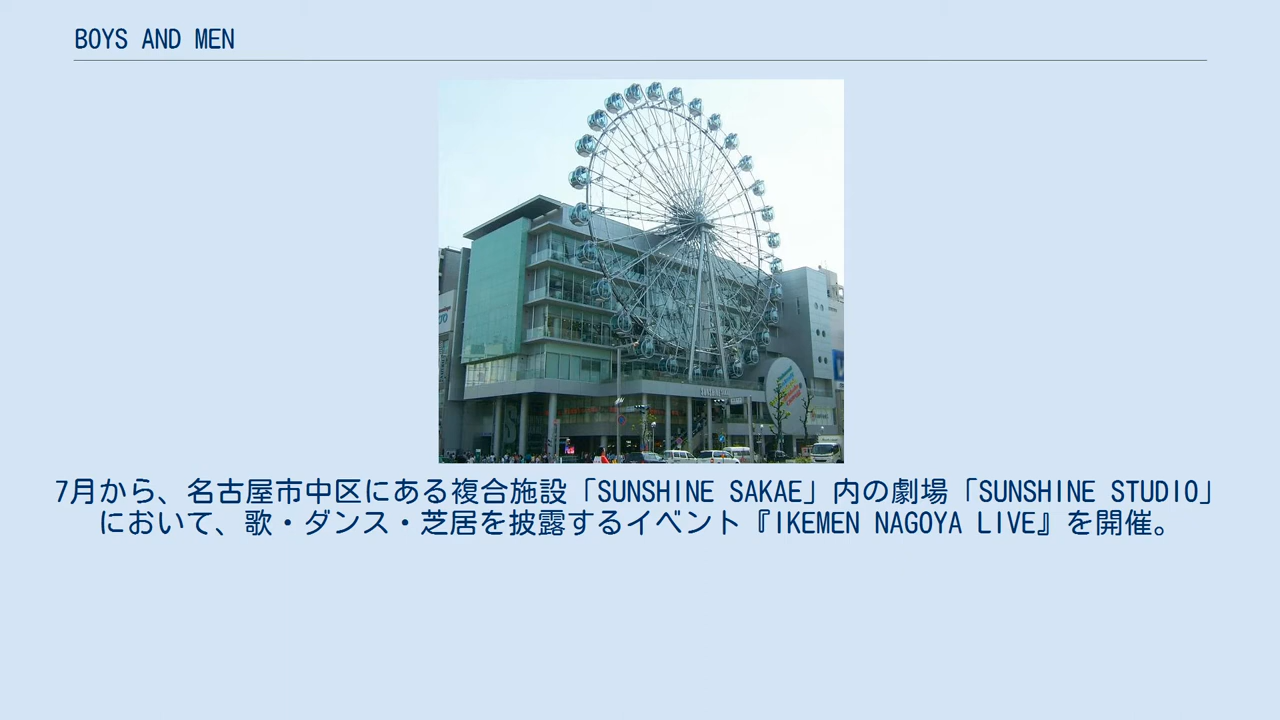 BOYS AND MEN
7月から、名古屋市中区にある複合施設「SUNSHINE SAKAE」内の劇場「SUNSHINE STUDIO」
において、歌・ダンス・芝居を披露するイベント『IKEMEN NAGOYA LIVE』を開催。